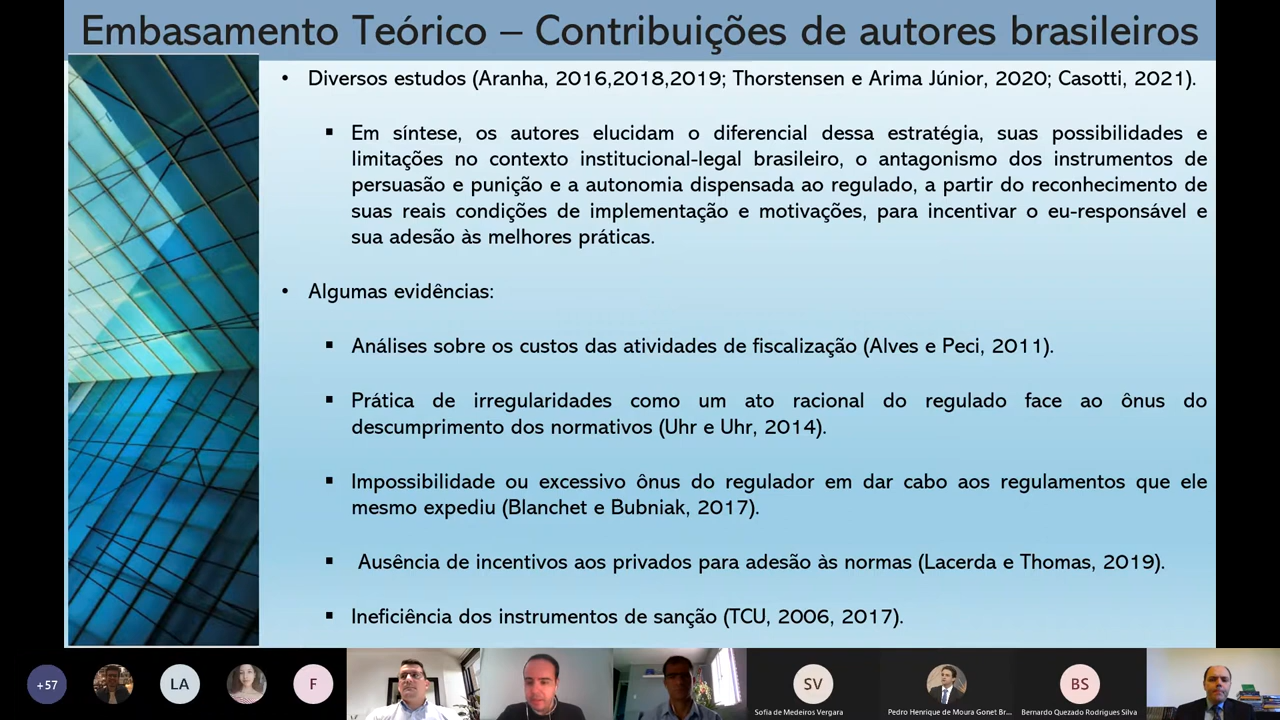 Embasamento Teórico – Contribuições de autores brasileiros
• Diversos estudos (Aranha, 2016,2018,2019; Thorstensen e Arima Júnior, 2020; Casotti, 2021).
▪ Em síntese, os autores elucidam o diferencial dessa estratégia, suas possibilidades e
limitações no contexto institucional-legal brasileiro, o antagonismo dos instrumentos de
persuasão e punição e a autonomia dispensada ao regulado, a partir do reconhecimento de
suas reais condições de implementação e motivações, para incentivar o eu-responsável e
sua adesão às melhores práticas.
• Algumas evidências:
▪ Análises sobre os custos das atividades de fiscalização (Alves e Peci, 2011).
▪ Prática de irregularidades como um ato racional do regulado face ao ônus do
descumprimento dos normativos (Uhr e Uhr, 2014).
▪ Impossibilidade ou excessivo ônus do regulador em dar cabo aos regulamentos que ele
mesmo expediu (Blanchet e Bubniak, 2017).
▪ Ausência de incentivos aos privados para adesão às normas (Lacerda e Thomas, 2019).
▪ Ineficiência dos instrumentos de sanção (TCU, 2006, 2017).
+57
LA
F
SV
BS
Sofia de Medeiros Vergara
Pedro Henrique de Moura Gonet Br...
Bernardo Quezado Rodrigues Silva